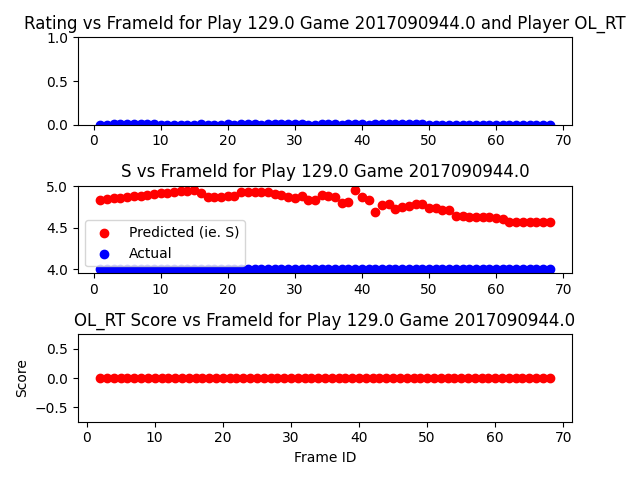 Rating vs FrameId for Play 129.0 Game 2017090944.0 and Player OL_RT
1.0
0.5
0.0
0 10 20 30 40 50 60 70
S vs FrameId for Play 129.0 Game 2017090944.0
5.0
4.5
4.0
Predicted (ie. S)
Actual
0 10 20 30 40 50 60 70
OL_RT Score vs FrameId for Play 129.0 Game 2017090944.0
Score
0.5
0.0
−0.5
0 10 20 30 40 50 60 70
Frame ID